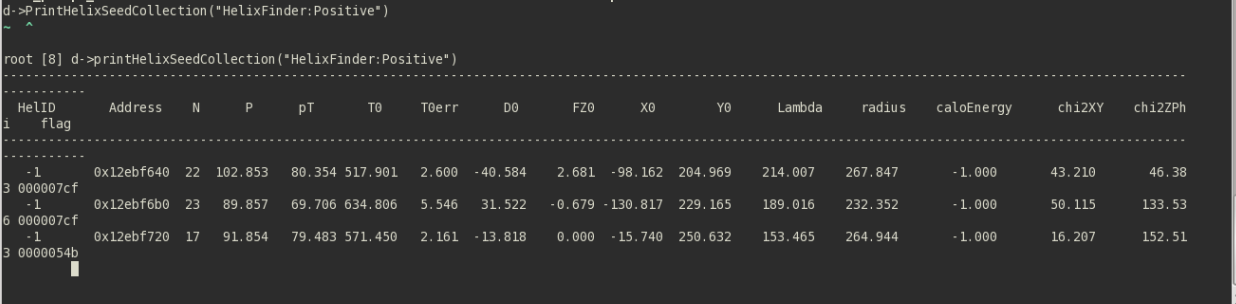 d->PrintHelixSeedCollection("HelixFinder:Positive")
~  ^
root [8] d->printHelixSeedCollection("HelixFinder:Positive")
--------------------------------------------------------------------------------------------------------------------------------------------------------
-----------
  HelID       Address    N      P      pT       T0      T0err      D0       FZ0      X0        Y0      Lambda     radius    caloEnergy      chi2XY    chi2ZPh
i    flag
--------------------------------------------------------------------------------------------------------------------------------------------------------
-----------
   -1       0x12ebf640  22  102.853    80.354 517.901   2.600  -40.584    2.681  -98.162  204.969    214.007    267.847       -1.000       43.210      46.38
3 000007cf
   -1       0x12ebf6b0  23   89.857    69.706 634.806   5.546   31.522   -0.679 -130.817  229.165    189.016    232.352       -1.000       50.115     133.53
6 000007cf
   -1       0x12ebf720  17   91.854    79.483 571.450   2.161  -13.818    0.000  -15.740  250.632    153.465    264.944       -1.000       16.207     152.51
3 0000054b